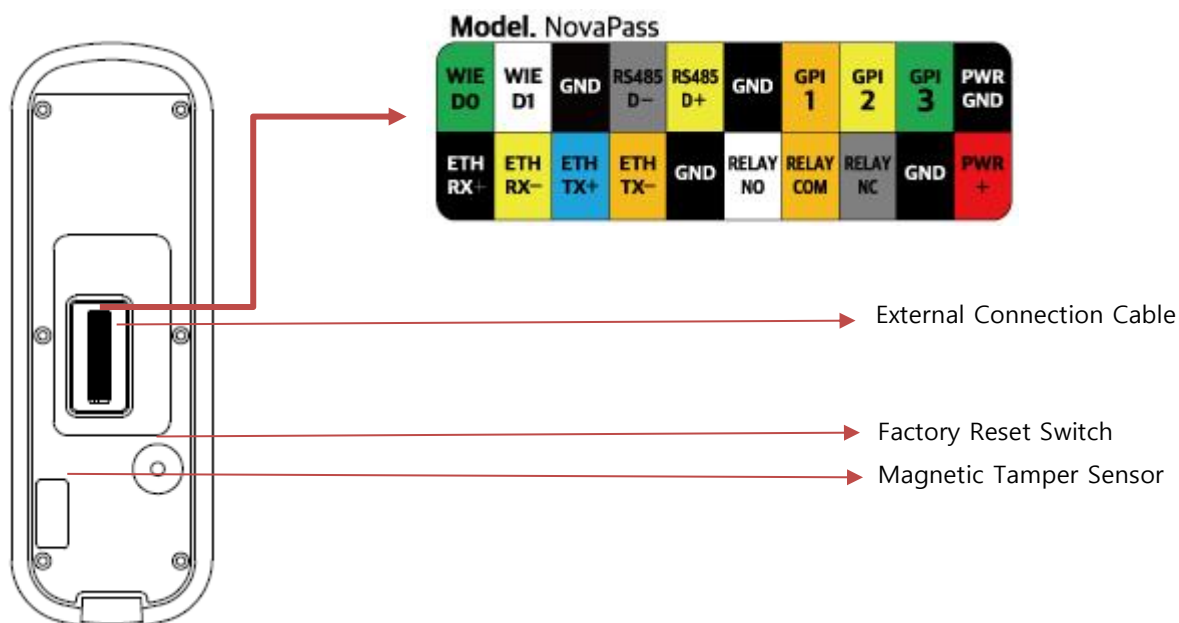 Model. NovaPass
WIE D0 WIE D1 GND RS485 D- RS485 D+ GND GPI 1 GPI 2 GPI 3 PWR GND
ETH RX+ ETH RX- ETH TX+ ETH TX- GND RELAY NO RELAY COM RELAY NC GND PWR +
External Connection Cable
Factory Reset Switch
Magnetic Tamper Sensor